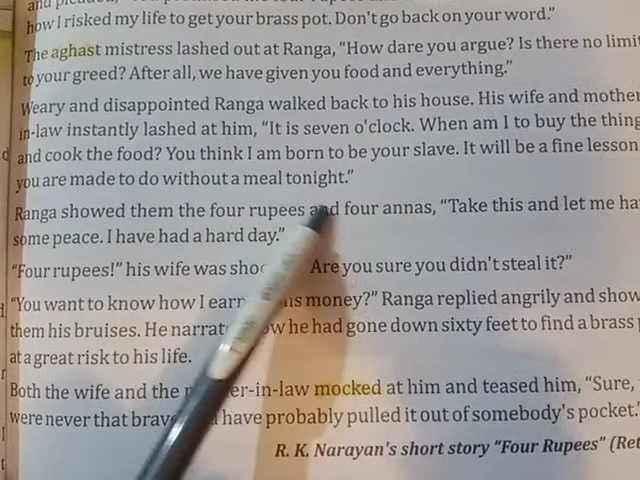 and pleaded,
how I risked my life to get your brass pot. Don't go back on your word."
The aghast mistress lashed out at Ranga, "How dare you argue? Is there no limit
to your greed? After all, we have given you food and everything."
Weary and disappointed Ranga walked back to his house. His wife and mother
in-law instantly lashed at him, "It is seven o'clock. When am I to buy the thing
and cook the food? You think I am born to be your slave. It will be a fine lesson
you are made to do without a meal tonight."
Ranga showed them the four rupees and four annas, "Take this and let me ha
some peace. I have had a hard day."
"Four rupees!" his wife was sho Are you sure you didn't steal it?"
"You want to know how I earn money?" Ranga replied angrily and show
them his bruises. He narrat he had gone down sixty feet to find a brass
at a great risk to his life.
Both the wife and the er-in-law mocked at him and teased him, "Sure,
were never that brave have probably pulled it out of somebody's pocket."
R. K. Narayan's short story "Four Rupees" (Ret